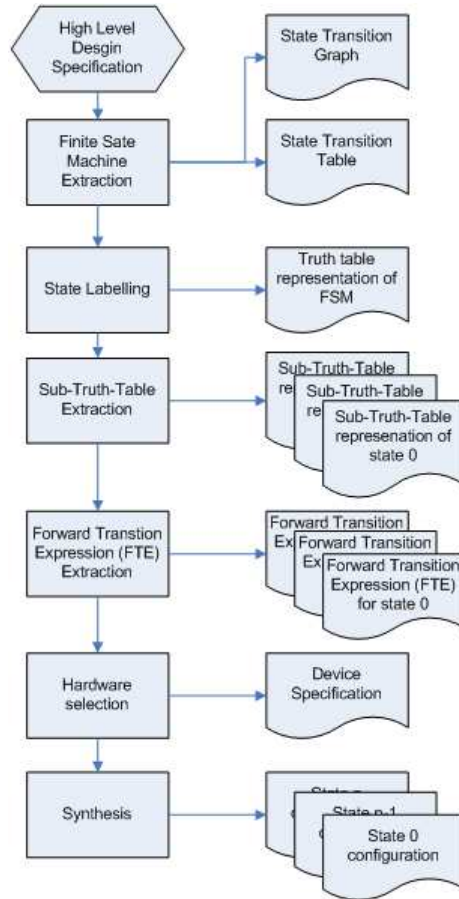 High Level
Desgin
Specification
State Transition
Graph
Finite Sate
Machine
Extraction
State Transition
Table
State Labelling
Truth table
representation of
FSM
Sub-Truth-Table
Extraction
Sub-Truth-Table
Sub-Truth-Table
Sub-Truth-Table
represenation of
state 0
Forward Transtion
Expression (FTE)
Extraction
Forward Transition
Forward Transition
Forward Transition
Expression (FTE)
for state 0
Hardware
selection
Device
Specification
Synthesis
State n
State n-1
State 0
configuration